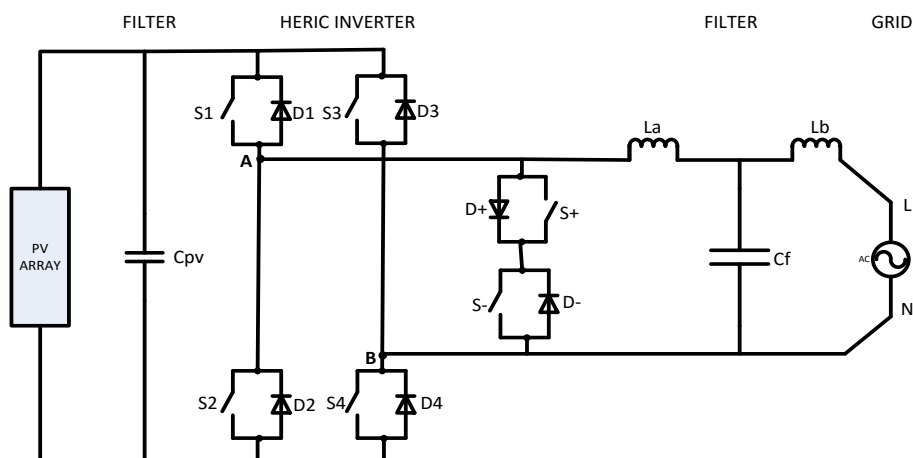 FILTER
HERIC INVERTER
FILTER
GRID
S1
D1
S3
D3
A
La
Lb
D+
S+
L
PV
ARRAY
Cpv
Cf
AC
S-
D-
N
B
S2
D2
S4
D4